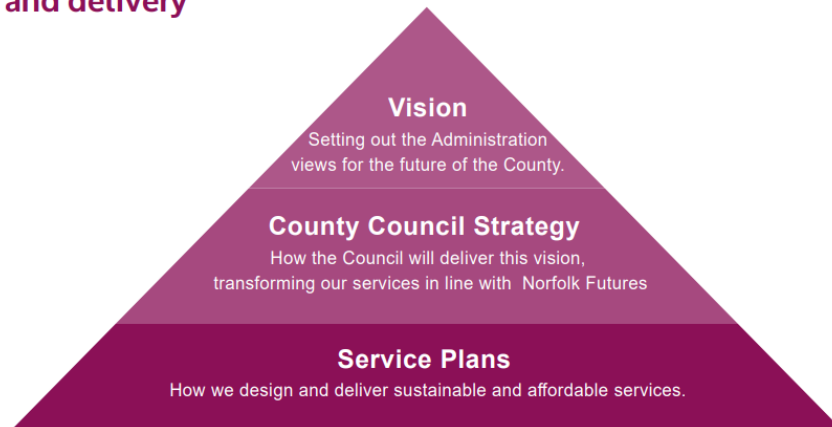 and delivery
Vision
Setting out the Administration
views for the future of the County.
County Council Strategy
How the Council will deliver this vision,
transforming our services in line with Norfolk Futures
Service Plans
How we design and deliver sustainable and affordable services.